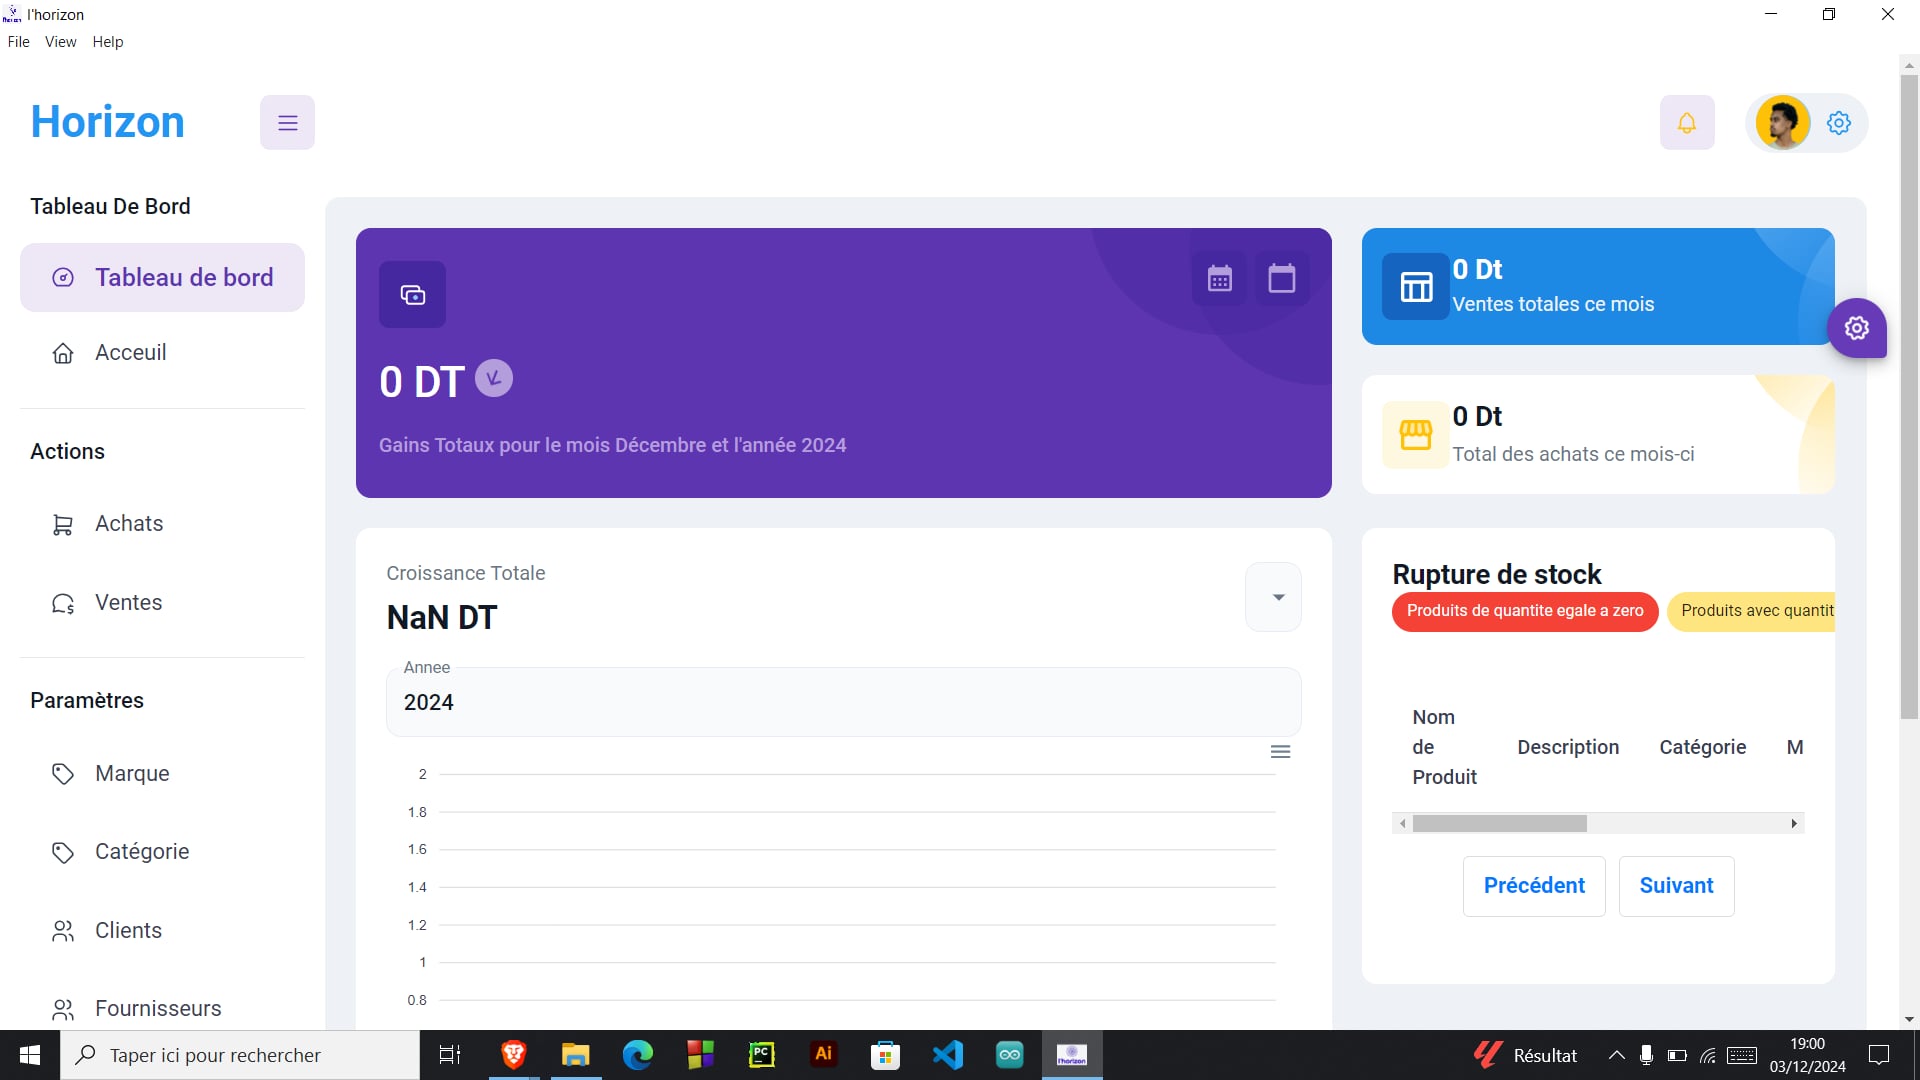 l'horizon
File View Help
Horizon
Tableau De Bord
Tableau de bord
Acceuil
Actions
Achats
Ventes
Paramètres
Marque
Catégorie
Clients
Fournisseurs
0 DT
Gains Totaux pour le mois Décembre et l'année 2024
0 Dt
Ventes totales ce mois
0 Dt
Total des achats ce mois-ci
Croissance Totale
NaN DT
Annee
2024
2
1.8
1.6
1.4
1.2
1
0.8
Rupture de stock
Produits de quantite egale a zero Produits avec quantit
Nom de Produit Description Catégorie M
Précédent Suivant
Taper ici pour rechercher
PC
Ai
l'horizon
Résultat
19:00
03/12/2024